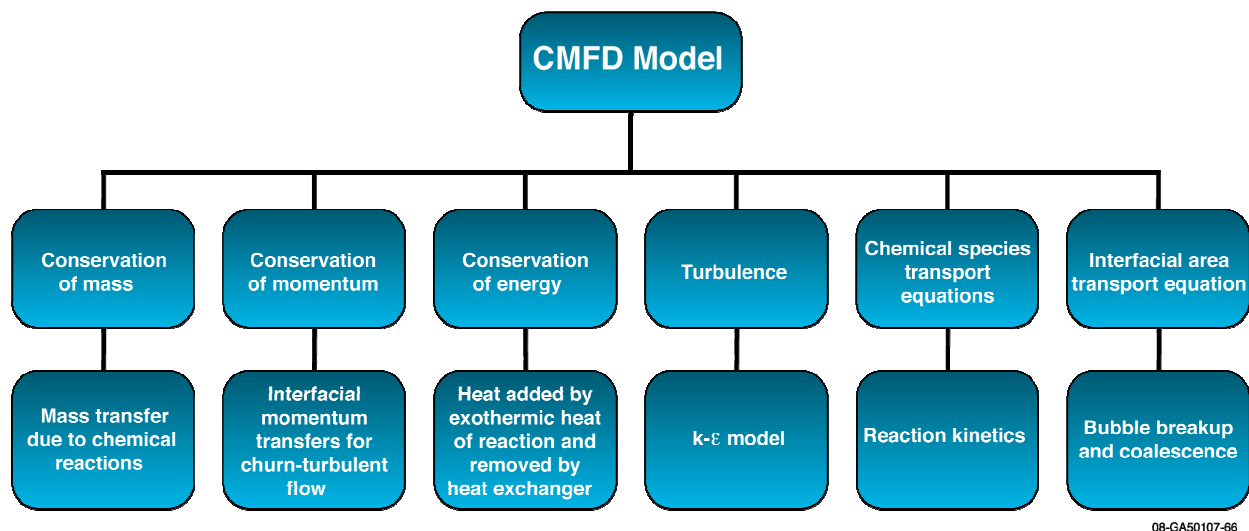 CMFD Model
Conservation
of mass
Conservation
of momentum
Conservation
of energy
Turbulence
Chemical species
transport
equations
Interfacial area
transport equation
Mass transfer
due to chemical
reactions
Interfacial
momentum
transfers for
churn-turbulent
flow
Heat added by
exothermic heat
of reaction and
removed by
heat exchanger
k-ε model
Reaction kinetics
Bubble breakup
and coalescence
08-GA50107-66